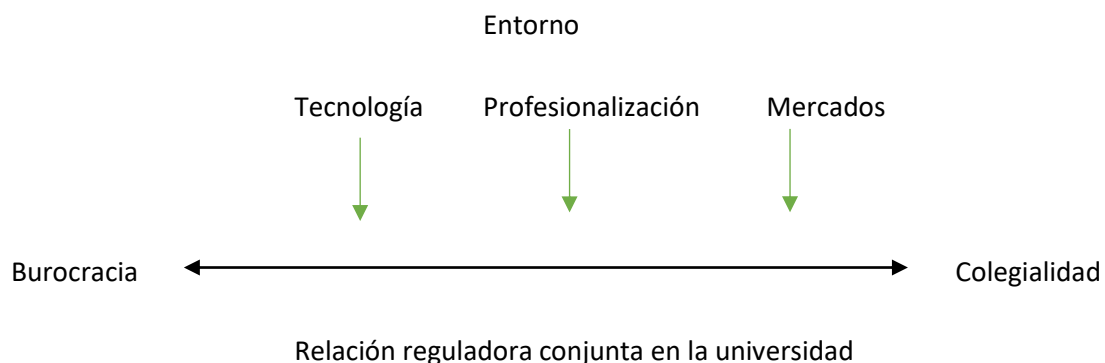 Entorno
Tecnología Profesionalización Mercados
Burocracia Colegialidad
Relación reguladora conjunta en la universidad